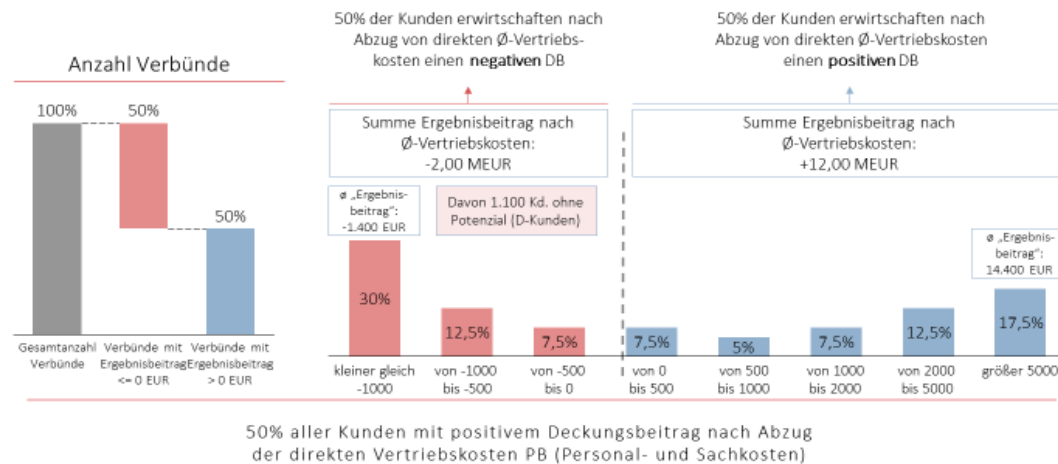 50% der Kunden erwirtschaften nach
Abzug von direkten Ø-Vertriebs-
kosten einen negativen DB
50% der Kunden erwirtschaften nach
Abzug von direkten Ø-Vertriebskosten
einen positiven DB
Anzahl Verbünde
100%
50%
50%
Gesamtanzahl
Verbünde
Verbünde mit
Ergebnisbeitrag
<= 0 EUR
Verbünde mit
Ergebnisbeitrag
> 0 EUR
Summe Ergebnisbeitrag nach
Ø-Vertriebskosten:
-2,00 MEUR
Summe Ergebnisbeitrag nach
Ø-Vertriebskosten:
+12,00 MEUR
ø „Ergebnis-
beitrag":
-1.400 EUR
Davon 1.100 Kd. ohne
Potenzial (D-Kunden)
ø „Ergebnis-
beitrag":
14.400 EUR
30%
12,5%
7,5%
7,5%
5%
7,5%
12,5%
17,5%
kleiner gleich
-1000
von -1000
bis -500
von -500
bis 0
von 0
bis 500
von 500
bis 1000
von 1000
bis 2000
von 2000
bis 5000
größer 5000
50% aller Kunden mit positivem Deckungsbeitrag nach Abzug
der direkten Vertriebskosten PB (Personal- und Sachkosten)